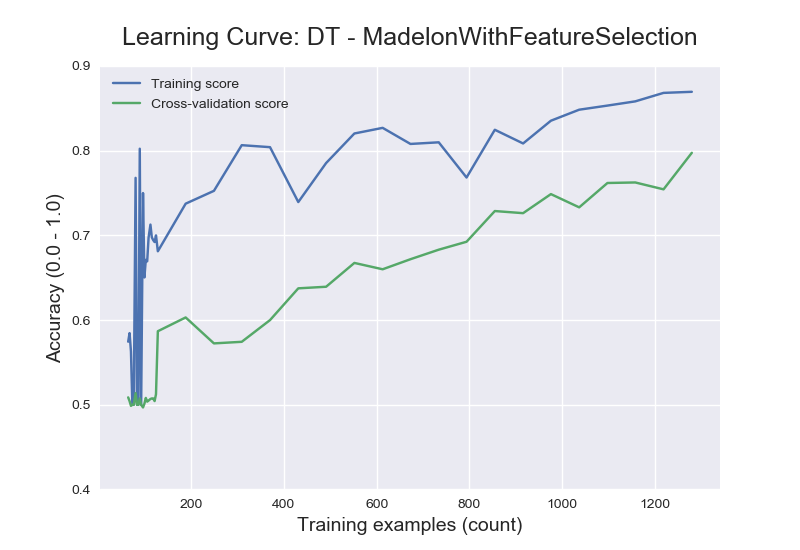 Learning Curve: DT - MadelonWithFeatureSelection
Training score
Cross-validation score
0.9
0.8
0.7
0.6
0.5
0.4
Accuracy (0.0 - 1.0)
200 400 600 800 1000 1200
Training examples (count)